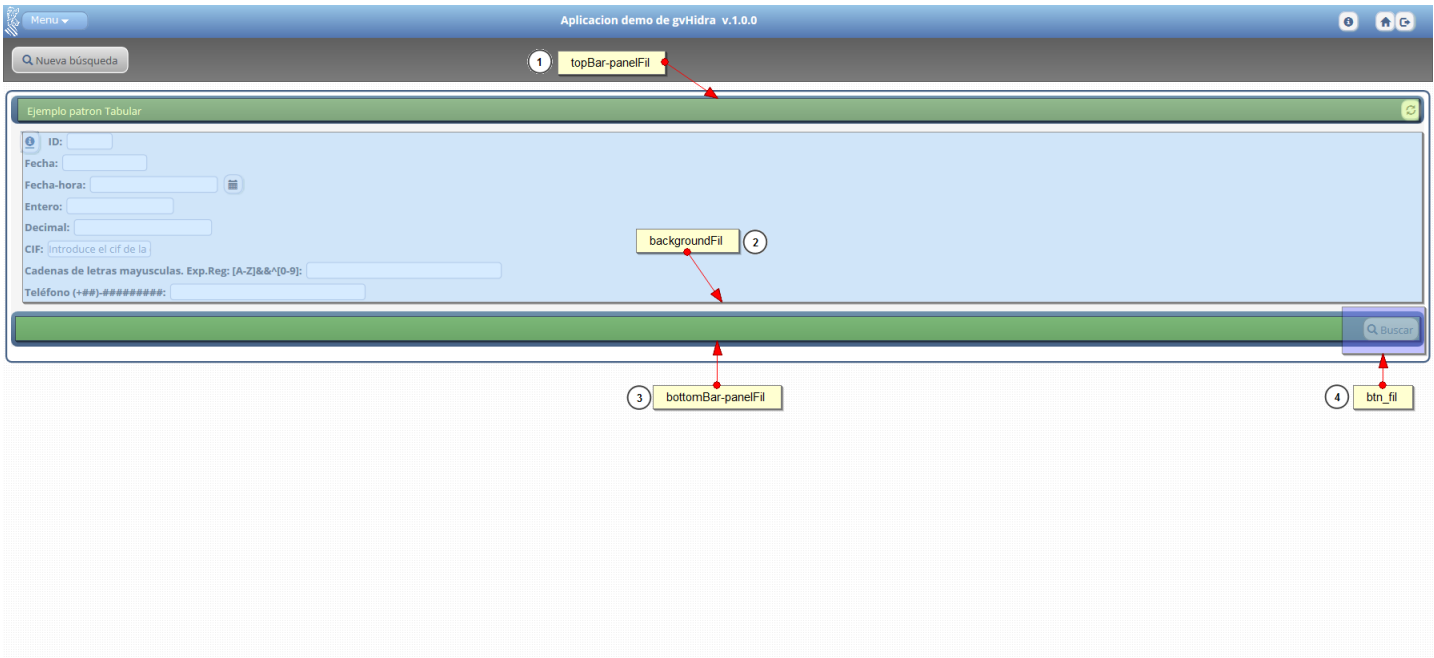 Menu
Aplicacion demo de gvHidra v.1.0.0
Nueva búsqueda
1
topBar-panelFil
Ejemplo patron Tabular
ID:
Fecha:
Fecha-hora:
Entero:
Decimal:
CIF: Introduce el cif de la
backgroundFil
2
Cadenas de letras mayusculas. Exp.Reg: [A-Z]&&^[0-9]:
Teléfono (+##)-#########:
Buscar
3
bottomBar-panelFil
4
btn_fil